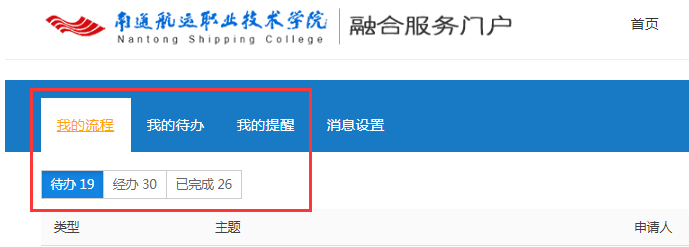 南通航运职业技术学院
Nantong Shipping College
融合服务门户
首页
我的流程 我的待办 我的提醒 消息设置
待办 19 经办 30 已完成 26
类型 主题 申请人